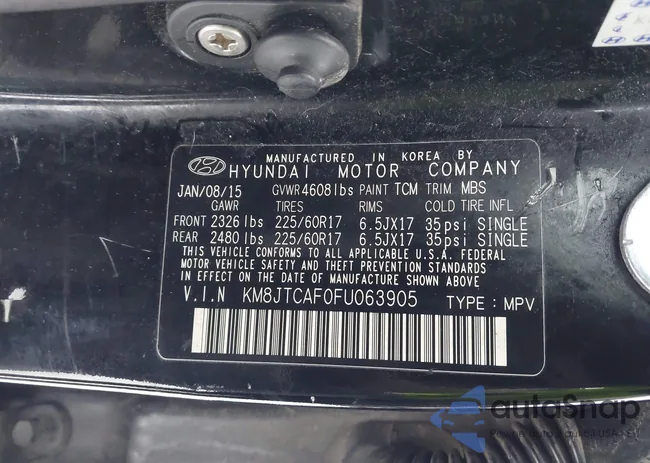 MANUFACTURED IN KOREA BY
HYUNDAI MOTOR COMPANY
JAN/08/15 GVWR 4608lbs PAINT TCM TRIM MBS
GAWR TIRES RIMS COLD TIRE INFL
FRONT 2326 lbs 225/60R17 6.5JX17 35psi SINGLE
REAR 2480 lbs 225/60R17 6.5JX17 35psi SINGLE
THIS VEHICLE CONFORMS TO ALL APPLICABLE U.S.A. FEDERAL
MOTOR VEHICLE SAFETY AND THEFT PREVENTION STANDARDS
IN EFFECT ON THE DATE OF MANUFACTURE SHOWN ABOVE
V.I.N KM8JTCAF0FU063905 TYPE : MPV
autoSnap